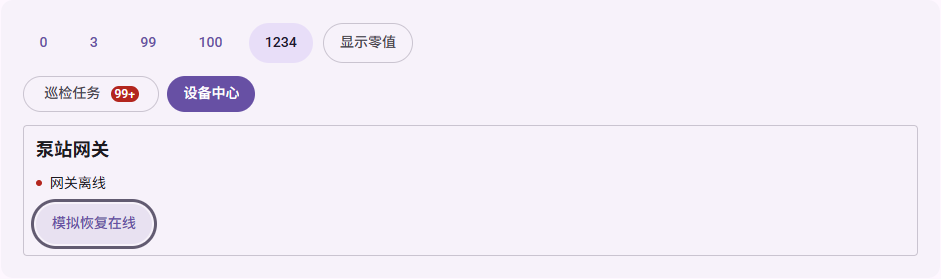 0 3 99 100 1234 显示零值
巡检任务 99+ 设备中心
泵站网关
网关离线
模拟恢复在线